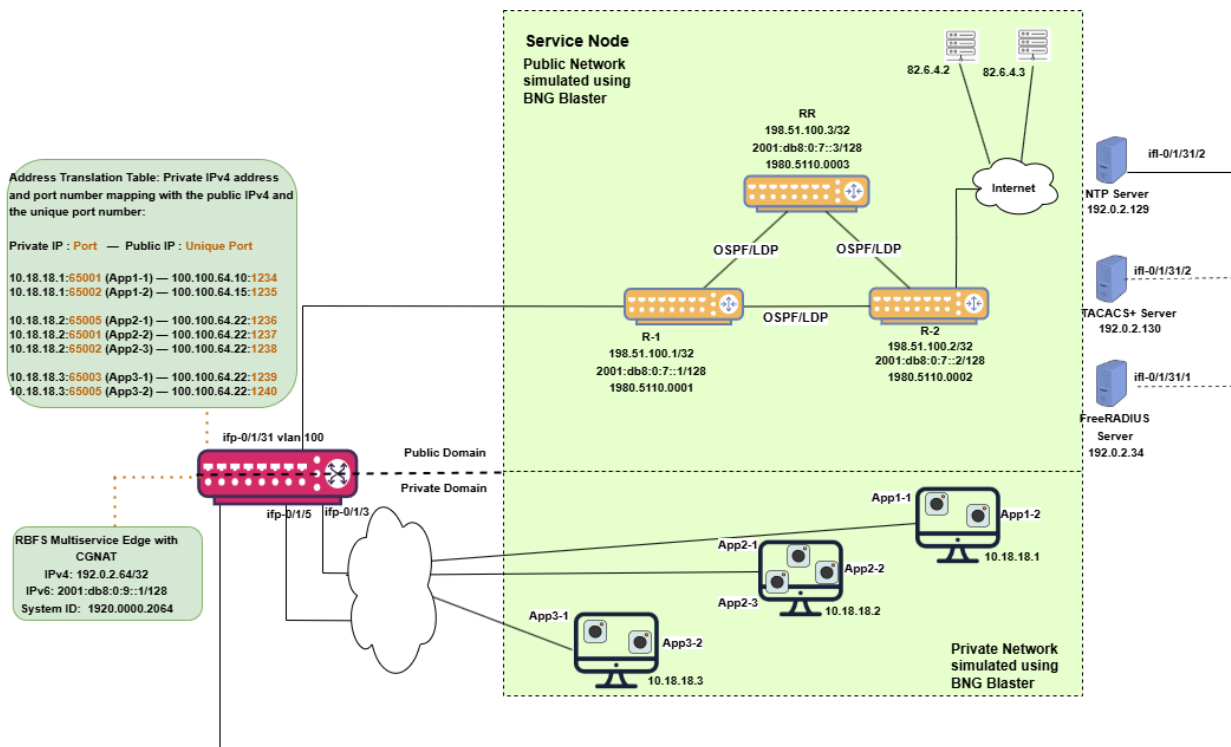 Service Node
Public Network
simulated using
BNG Blaster
82.6.4.2
82.6.4.3
RR
198.51.100.3/32
2001:db8:0:7::3/128
1980.5110.0003
Internet
ifl-0/1/31/2
NTP Server
192.0.2.129
Address Translation Table: Private IPv4 address
and port number mapping with the public IPv4 and
the unique port number:
Private IP : Port — Public IP : Unique Port
10.18.18.1:65001 (App1-1) — 100.100.64.10:1234
10.18.18.1:65002 (App1-2) — 100.100.64.15:1235
10.18.18.2:65005 (App2-1) — 100.100.64.22:1236
10.18.18.2:65001 (App2-2) — 100.100.64.22:1237
10.18.18.2:65002 (App2-3) — 100.100.64.22:1238
10.18.18.3:65003 (App3-1) — 100.100.64.22:1239
10.18.18.3:65005 (App3-2) — 100.100.64.22:1240
OSPF/LDP
OSPF/LDP
OSPF/LDP
ifl-0/1/31/2
TACACS+ Server
192.0.2.130
R-1
198.51.100.1/32
2001:db8:0:7::1/128
1980.5110.0001
R-2
198.51.100.2/32
2001:db8:0:7::2/128
1980.5110.0002
ifl-0/1/31/1
FreeRADIUS
Server
192.0.2.34
ifp-0/1/31 vlan 100
Public Domain
Private Domain
ifp-0/1/5
ifp-0/1/3
RBFS Multiservice Edge with
CGNAT
IPv4: 192.0.2.64/32
IPv6: 2001:db8:0:9::1/128
System ID: 1920.0000.2064
App1-1
App1-2
10.18.18.1
App2-1
App2-2
App2-3
10.18.18.2
App3-1
App3-2
10.18.18.3
Private Network
simulated using
BNG Blaster